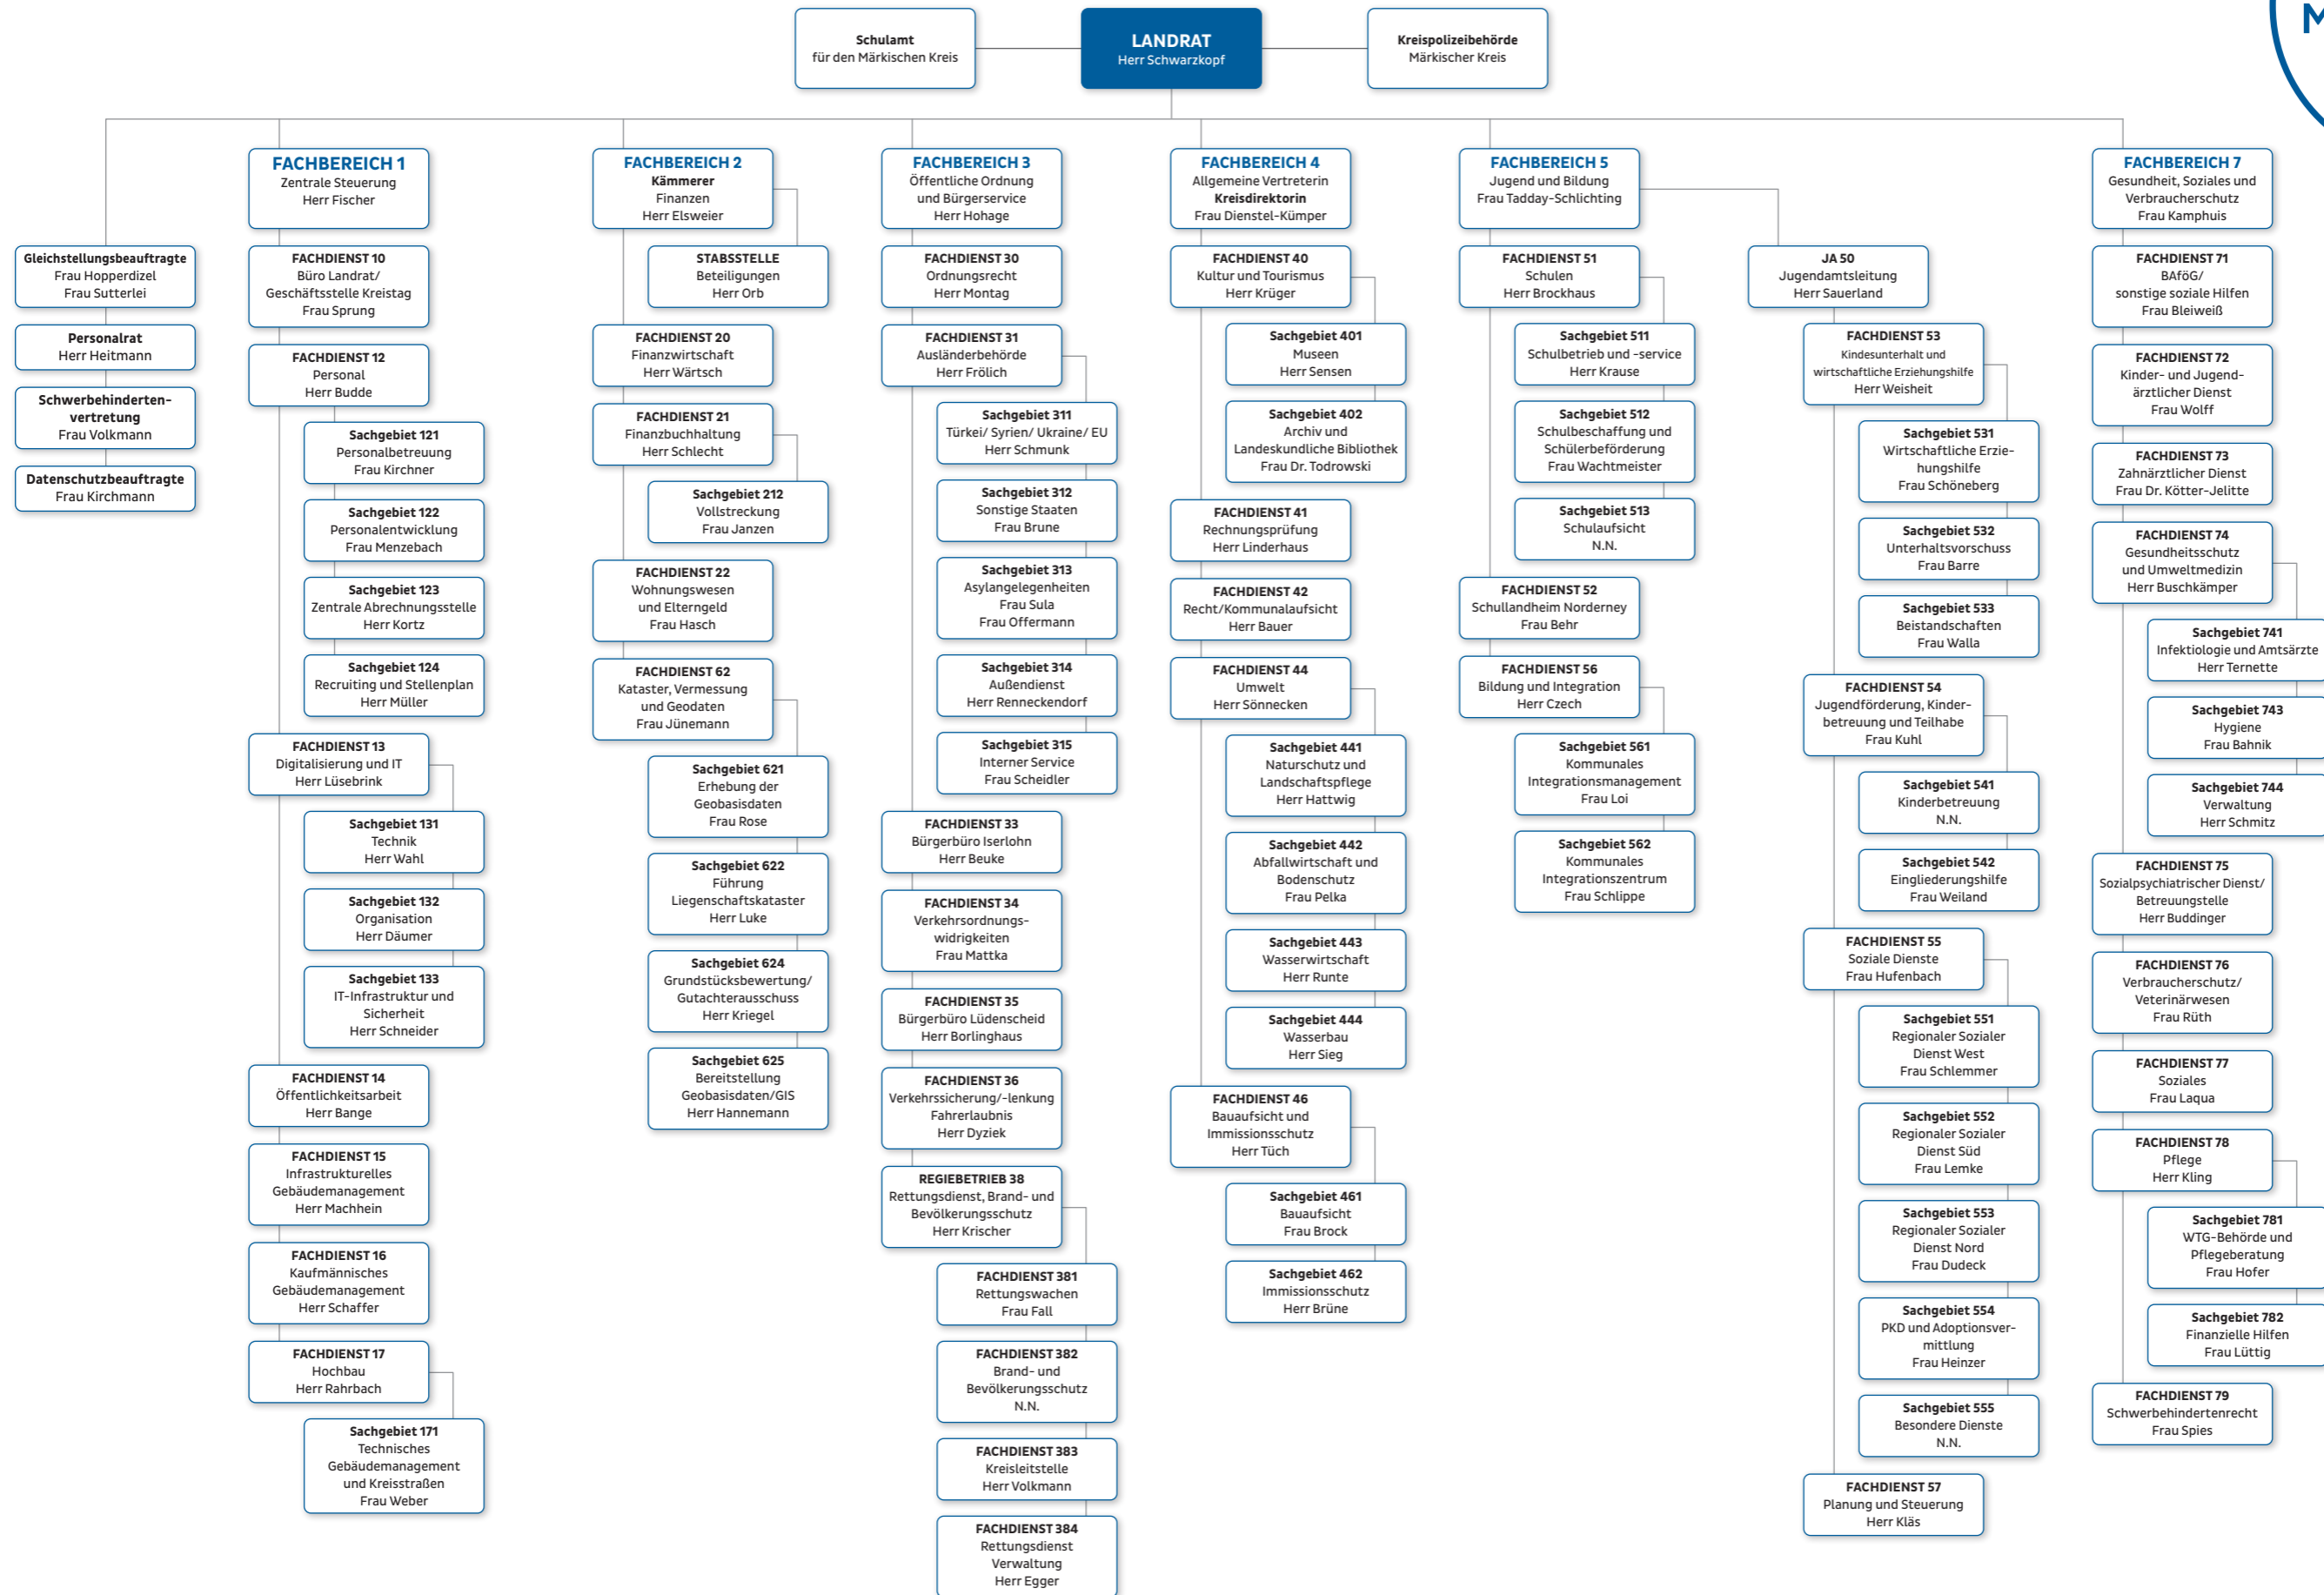 Schulamt
für den Märkischen Kreis
LANDRAT
Herr Schwarzkopf
Kreispolizeibehörde
Märkischer Kreis
M
Gleichstellungsbeauftragte
Frau Hopperdizel
Frau Sutterlei
Personalrat
Herr Heitmann
Schwerbehinderten-
vertretung
Frau Volkmann
Datenschutzbeauftragte
Frau Kirchmann
FACHBEREICH 1
Zentrale Steuerung
Herr Fischer
FACHDIENST 10
Büro Landrat/
Geschäftsstelle Kreistag
Frau Sprung
FACHDIENST 12
Personal
Herr Budde
Sachgebiet 121
Personalbetreuung
Frau Kirchner
Sachgebiet 122
Personalentwicklung
Frau Menzebach
Sachgebiet 123
Zentrale Abrechnungsstelle
Herr Kortz
Sachgebiet 124
Recruiting und Stellenplan
Herr Müller
FACHDIENST 13
Digitalisierung und IT
Herr Lüsebrink
Sachgebiet 131
Technik
Herr Wahl
Sachgebiet 132
Organisation
Herr Däumer
Sachgebiet 133
IT-Infrastruktur und
Sicherheit
Herr Schneider
FACHDIENST 14
Öffentlichkeitsarbeit
Herr Bange
FACHDIENST 15
Infrastrukturelles
Gebäudemanagement
Herr Machhein
FACHDIENST 16
Kaufmännisches
Gebäudemanagement
Herr Schaffer
FACHDIENST 17
Hochbau
Herr Rahrbach
Sachgebiet 171
Technisches
Gebäudemanagement
und Kreisstraßen
Frau Weber
FACHBEREICH 2
Kämmerer
Finanzen
Herr Elsweier
STABSSTELLE
Beteiligungen
Herr Orb
FACHDIENST 20
Finanzwirtschaft
Herr Wärtsch
FACHDIENST 21
Finanzbuchhaltung
Herr Schlecht
Sachgebiet 212
Vollstreckung
Frau Janzen
FACHDIENST 22
Wohnungswesen
und Elterngeld
Frau Hasch
FACHDIENST 62
Kataster, Vermessung
und Geodaten
Frau Jünemann
Sachgebiet 621
Erhebung der
Geobasisdaten
Frau Rose
Sachgebiet 622
Führung
Liegenschaftskataster
Herr Luke
Sachgebiet 624
Grundstücksbewertung/
Gutachterausschuss
Herr Kriegel
Sachgebiet 625
Bereitstellung
Geobasisdaten/GIS
Herr Hannemann
FACHBEREICH 3
Öffentliche Ordnung
und Bürgerservice
Herr Hohage
FACHDIENST 30
Ordnungsrecht
Herr Montag
FACHDIENST 31
Ausländerbehörde
Herr Frölich
Sachgebiet 311
Türkei/ Syrien/ Ukraine/ EU
Herr Schmunk
Sachgebiet 312
Sonstige Staaten
Frau Brune
Sachgebiet 313
Asylangelegenheiten
Frau Sula
Frau Offermann
Sachgebiet 314
Außendienst
Herr Renneckendorf
Sachgebiet 315
Interner Service
Frau Scheidler
FACHDIENST 33
Bürgerbüro Iserlohn
Herr Beuke
FACHDIENST 34
Verkehrsordnungs-
widrigkeiten
Frau Mattka
FACHDIENST 35
Bürgerbüro Lüdenscheid
Herr Borlinghaus
FACHDIENST 36
Verkehrssicherung/-lenkung
Fahrerlaubnis
Herr Dyziek
REGIEBETRIEB 38
Rettungsdienst, Brand- und
Bevölkerungsschutz
Herr Krischer
FACHDIENST 381
Rettungswachen
Frau Fall
FACHDIENST 382
Brand- und
Bevölkerungsschutz
N.N.
FACHDIENST 383
Kreisleitstelle
Herr Volkmann
FACHDIENST 384
Rettungsdienst
Verwaltung
Herr Egger
FACHBEREICH 4
Allgemeine Vertreterin
Kreisdirektorin
Frau Dienstel-Kümper
FACHDIENST 40
Kultur und Tourismus
Herr Krüger
Sachgebiet 401
Museen
Herr Sensen
Sachgebiet 402
Archiv und
Landeskundliche Bibliothek
Frau Dr. Todrowski
FACHDIENST 41
Rechnungsprüfung
Herr Linderhaus
FACHDIENST 42
Recht/Kommunalaufsicht
Herr Bauer
FACHDIENST 44
Umwelt
Herr Sönnecken
Sachgebiet 441
Naturschutz und
Landschaftspflege
Herr Hattwig
Sachgebiet 442
Abfallwirtschaft und
Bodenschutz
Frau Pelka
Sachgebiet 443
Wasserwirtschaft
Herr Runte
Sachgebiet 444
Wasserbau
Herr Sieg
FACHDIENST 46
Bauaufsicht und
Immissionsschutz
Herr Tüch
Sachgebiet 461
Bauaufsicht
Frau Brock
Sachgebiet 462
Immissionsschutz
Herr Brüne
FACHBEREICH 5
Jugend und Bildung
Frau Tadday-Schlichting
FACHDIENST 51
Schulen
Herr Brockhaus
Sachgebiet 511
Schulbetrieb und -service
Herr Krause
Sachgebiet 512
Schulbeschaffung und
Schülerbeförderung
Frau Wachtmeister
Sachgebiet 513
Schulaufsicht
N.N.
FACHDIENST 52
Schullandheim Norderney
Frau Behr
FACHDIENST 56
Bildung und Integration
Herr Czech
Sachgebiet 561
Kommunales
Integrationsmanagement
Frau Loi
Sachgebiet 562
Kommunales
Integrationszentrum
Frau Schlippe
JA 50
Jugendamtsleitung
Herr Sauerland
FACHDIENST 53
Kindesunterhalt und
wirtschaftliche Erziehungshilfe
Herr Weisheit
Sachgebiet 531
Wirtschaftliche Erzie-
hungshilfe
Frau Schöneberg
Sachgebiet 532
Unterhaltsvorschuss
Frau Barre
Sachgebiet 533
Beistandschaften
Frau Walla
FACHDIENST 54
Jugendförderung, Kinder-
betreuung und Teilhabe
Frau Kuhl
Sachgebiet 541
Kinderbetreuung
N.N.
Sachgebiet 542
Eingliederungshilfe
Frau Weiland
FACHDIENST 55
Soziale Dienste
Frau Hufenbach
Sachgebiet 551
Regionaler Sozialer
Dienst West
Frau Schlemmer
Sachgebiet 552
Regionaler Sozialer
Dienst Süd
Frau Lemke
Sachgebiet 553
Regionaler Sozialer
Dienst Nord
Frau Dudeck
Sachgebiet 554
PKD und Adoptionsver-
mittlung
Frau Heinzer
Sachgebiet 555
Besondere Dienste
N.N.
FACHDIENST 57
Planung und Steuerung
Herr Kläs
FACHBEREICH 7
Gesundheit, Soziales und
Verbraucherschutz
Frau Kamphuis
FACHDIENST 71
BAföG/
sonstige soziale Hilfen
Frau Bleiweiß
FACHDIENST 72
Kinder- und Jugend-
ärztlicher Dienst
Frau Wolff
FACHDIENST 73
Zahnärztlicher Dienst
Frau Dr. Kötter-Jelitte
FACHDIENST 74
Gesundheitsschutz
und Umweltmedizin
Herr Buschkämper
Sachgebiet 741
Infektiologie und Amtsärzte
Herr Ternette
Sachgebiet 743
Hygiene
Frau Bahnik
Sachgebiet 744
Verwaltung
Herr Schmitz
FACHDIENST 75
Sozialpsychiatrischer Dienst/
Betreuungstelle
Herr Buddinger
FACHDIENST 76
Verbraucherschutz/
Veterinärwesen
Frau Rüth
FACHDIENST 77
Soziales
Frau Laqua
FACHDIENST 78
Pflege
Herr Kling
Sachgebiet 781
WTG-Behörde und
Pflegeberatung
Frau Hofer
Sachgebiet 782
Finanzielle Hilfen
Frau Lüttig
FACHDIENST 79
Schwerbehindertenrecht
Frau Spies